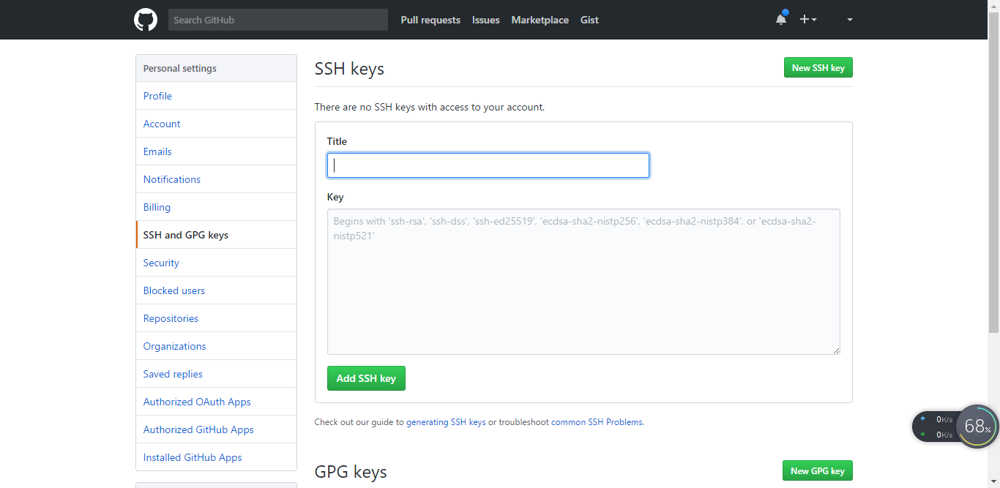 Search GitHub Pull requests Issues Marketplace Gist
Personal settings
Profile
Account
Emails
Notifications
Billing
SSH and GPG keys
Security
Blocked users
Repositories
Organizations
Saved replies
Authorized OAuth Apps
Authorized GitHub Apps
Installed GitHub Apps
SSH keys
New SSH key
There are no SSH keys with access to your account.
Title
Key
Begins with 'ssh-rsa', 'ssh-dss', 'ssh-ed25519', 'ecdsa-sha2-nistp256', 'ecdsa-sha2-nistp384', or 'ecdsa-sha2-
nistp521'
Add SSH key
Check out our guide to generating SSH keys or troubleshoot common SSH Problems.
GPG keys
New GPG key
0K/s
0K/s
68%